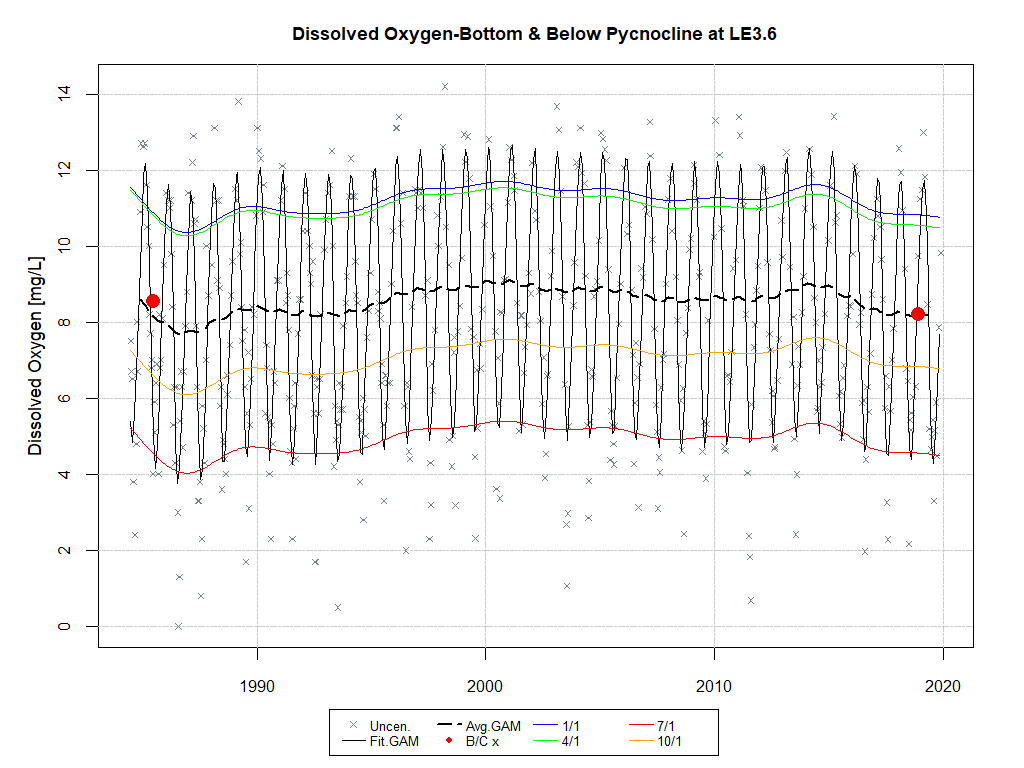 Dissolved Oxygen-Bottom & Below Pycnocline at LE3.6
Dissolved Oxygen [mg/L]
14
12
10
8
6
4
2
0
1990 2000 2010 2020
Uncen. Avg.GAM 1/1 7/1
Fit.GAM B/C x 4/1 10/1